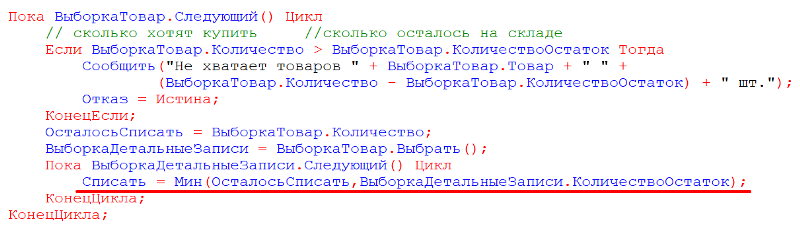 Пока ВыборкаТовар.Следующий() Цикл
// сколько хотят купить //сколько осталось на складе
Если ВыборкаТовар.Количество > ВыборкаТовар.КоличествоОстаток Тогда
Сообщить("Не хватает товаров " + ВыборкаТовар.Товар + " " +
(ВыборкаТовар.Количество - ВыборкаТовар.КоличествоОстаток) + " шт.");
Отказ = Истина;
КонецЕсли;
ОсталосьСписать = ВыборкаТовар.Количество;
ВыборкаДетальныеЗаписи = ВыборкаТовар.Выбрать();
Пока ВыборкаДетальныеЗаписи.Следующий() Цикл
Списать = Мин(ОсталосьСписать,ВыборкаДетальныеЗаписи.КоличествоОстаток);
КонецЦикла;
КонецЦикла;